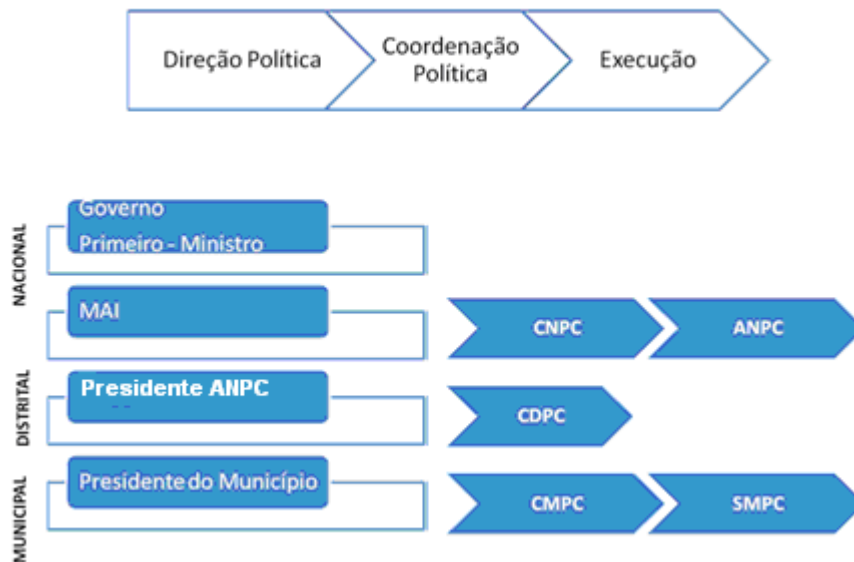 Direção Política
Coordenação
Política
Execução
NACIONAL
Governo
Primeiro - Ministro
MAI
CNPC
ANPC
DISTRITAL
Presidente ANPC
CDPC
MUNICIPAL
Presidente do Município
CMPC
SMPC